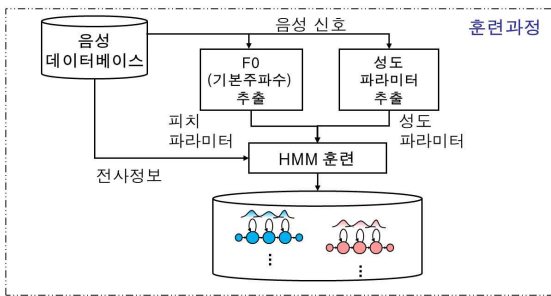 훈련과정
음성 신호
음성
데이터베이스
F0
(기본주파수)
추출
성도
파라미터
추출
피치
파라미터
성도
파라미터
HMM 훈련
전사정보